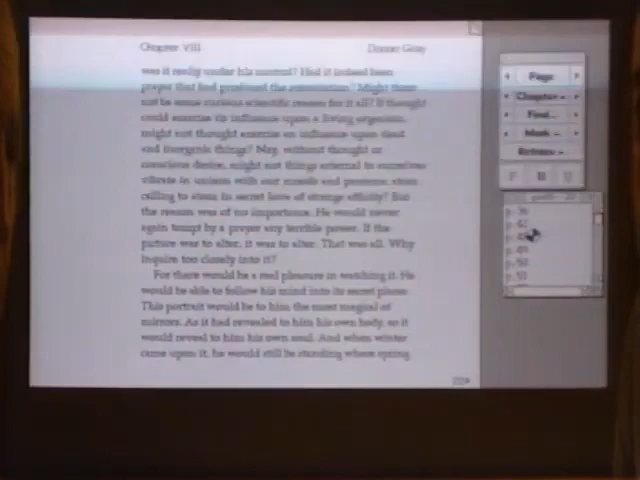 Chapter VIII
Dorian Gray
was it really under his control? Had it indeed been
prayer that had produced the substitution? Might there
not be some curious scientific reason for it all? If thought
could exercise its influence upon a living organism,
might not thought exercise an influence upon dead
and inorganic things? Nay, without thought or
conscious desire, might not things external to ourselves
vibrate in unison with our moods and passions, atom
calling to atom in secret love of strange affinity? But
the reason was of no importance. He would never
again tempt by a prayer any terrible power. If the
picture was to alter, it was to alter. That was all. Why
inquire too closely into it?
For there would be a real pleasure in watching it. He
would be able to follow his mind into its secret places.
This portrait would be to him the most magical of
mirrors. As it had revealed to him his own body, so it
would reveal to him his own soul. And when winter
came upon it, he would still be standing where spring
224
Page
Chapter
Find...
Mark
Retrace
P B U
p. 36
p. 42
p. 49
p. 50
p. 51